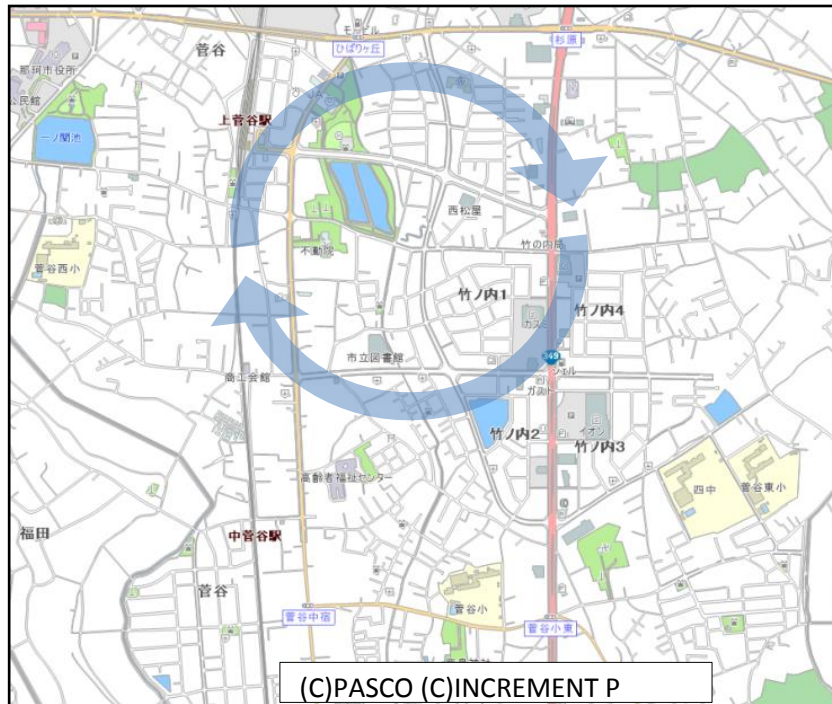 モービル
ひばりヶ丘
杉原
菅谷
那珂市役所
公民館
JA
上菅谷駅
一ノ関池
西松屋
竹の内局
不動院
菅谷西小
竹ノ内1
竹ノ内4
カスミ
349
市立図書館
シェル
商工会館
ガスト
竹ノ内2
イオン
竹ノ内3
高齢者福祉センター
四中
菅谷東小
福田
中菅谷駅
菅谷
菅谷小
菅谷中宿
菅谷小東
(C)PASCO (C)INCREMENT P